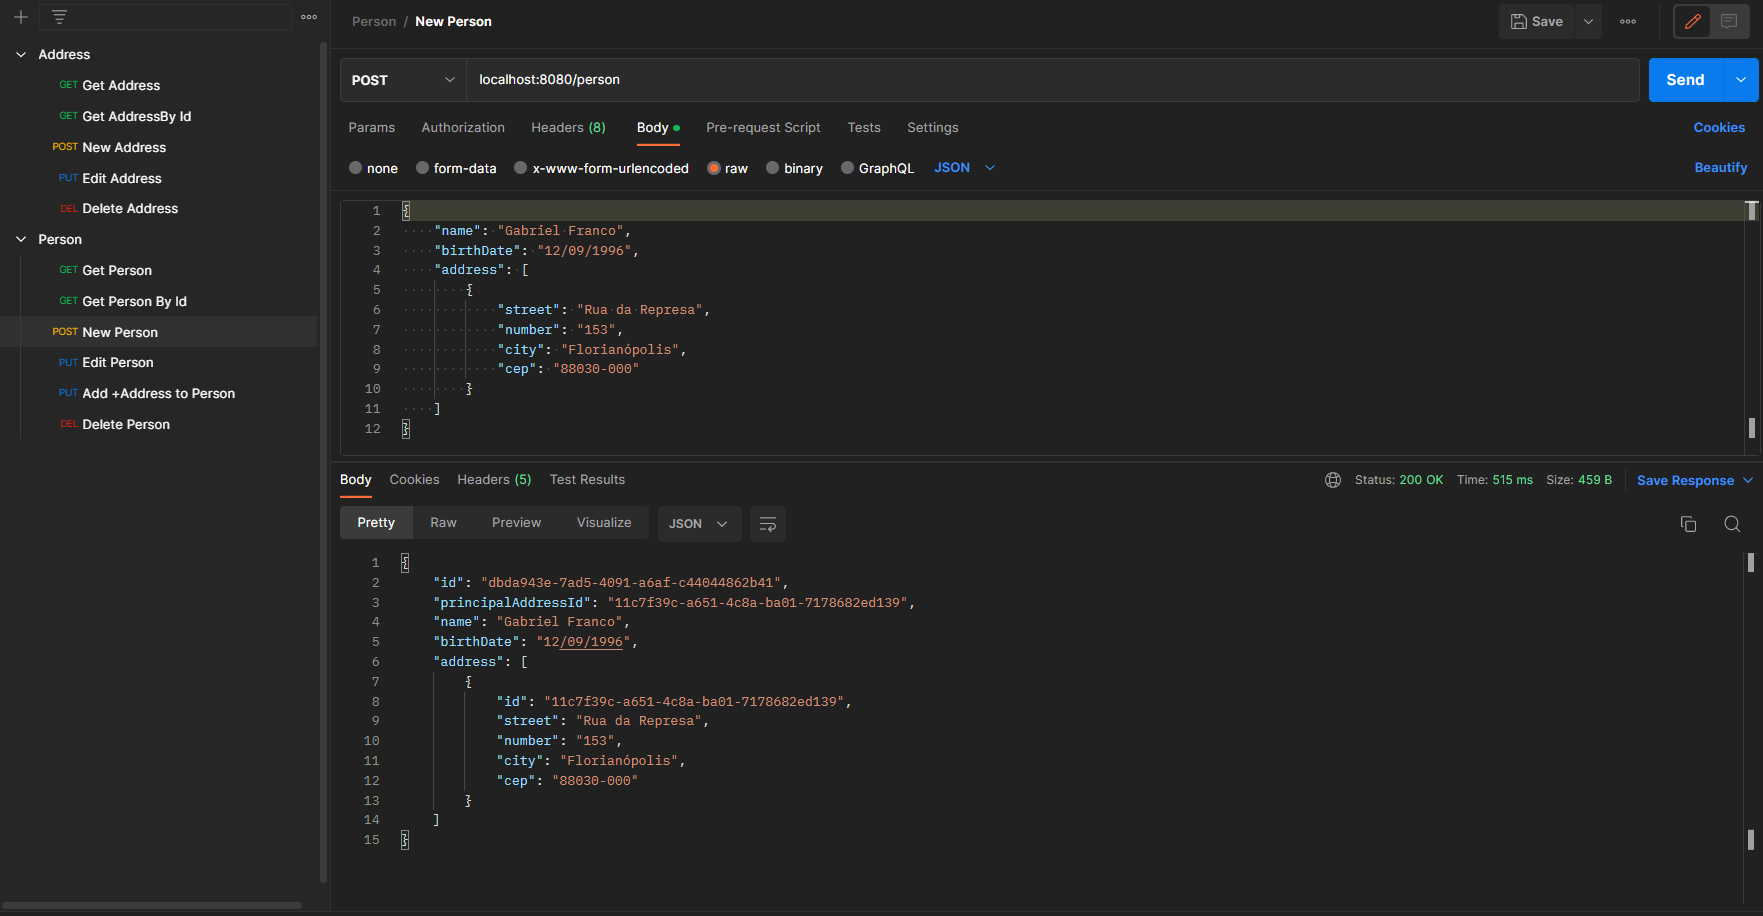 Address
GET Get Address
GET Get AddressBy Id
POST New Address
PUT Edit Address
DEL Delete Address
Person
GET Get Person
GET Get Person By Id
POST New Person
PUT Edit Person
PUT Add +Address to Person
DEL Delete Person
Person / New Person
Save
POST localhost:8080/person
Send
Params Authorization Headers (8) Body Pre-request Script Tests Settings Cookies
none form-data x-www-form-urlencoded raw binary GraphQL JSON Beautify
1 {
2 "name": "Gabriel Franco",
3 "birthDate": "12/09/1996",
4 "address": [
5 {
6 "street": "Rua da Represa",
7 "number": "153",
8 "city": "Florianópolis",
9 "cep": "88030-000"
10 }
11 ]
12 }
Body Cookies Headers (5) Test Results Status: 200 OK Time: 515 ms Size: 459 B Save Response
Pretty Raw Preview Visualize JSON
1 {
2 "id": "dbda943e-7ad5-4091-a6af-c44044862b41",
3 "principalAddressId": "11c7f39c-a651-4c8a-ba01-7178682ed139",
4 "name": "Gabriel Franco",
5 "birthDate": "12/09/1996",
6 "address": [
7 {
8 "id": "11c7f39c-a651-4c8a-ba01-7178682ed139",
9 "street": "Rua da Represa",
10 "number": "153",
11 "city": "Florianópolis",
12 "cep": "88030-000"
13 }
14 ]
15 }